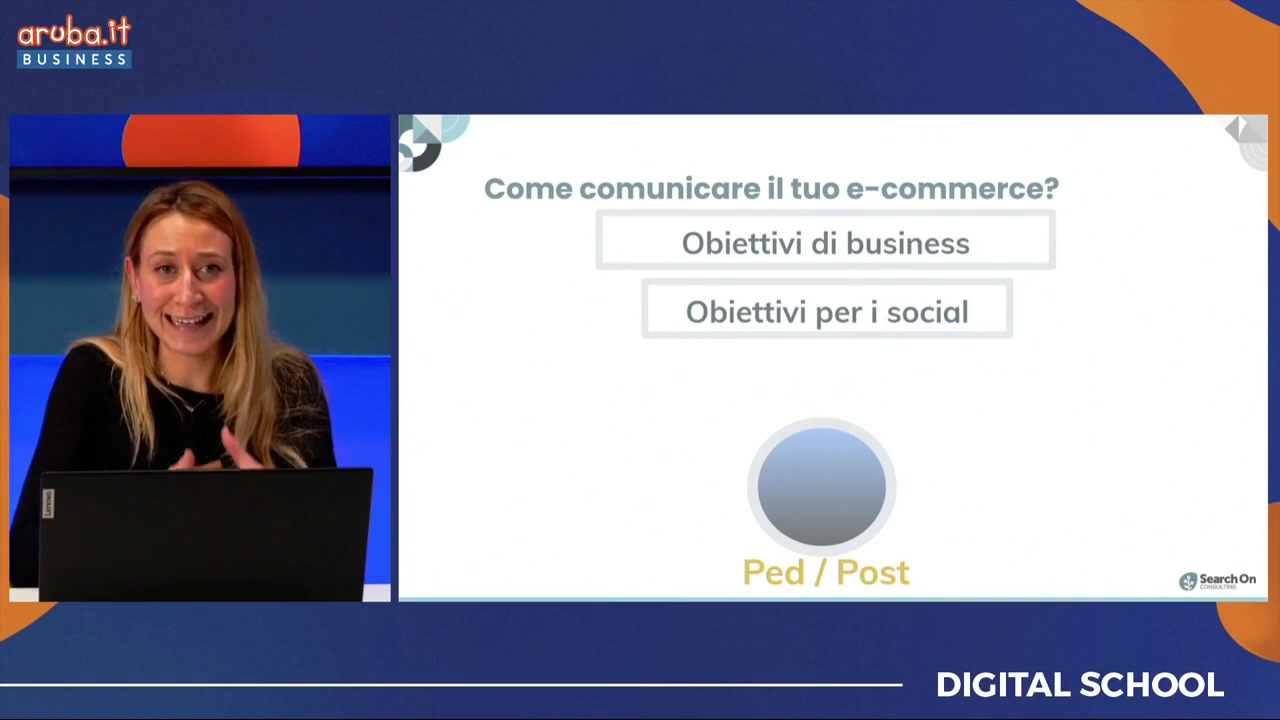 aruba.it
BUSINESS
Come comunicare il tuo e-commerce?
Obiettivi di business
Obiettivi per i social
Lenovo
Ped / Post
Search On
CONSULTING
DIGITAL SCHOOL